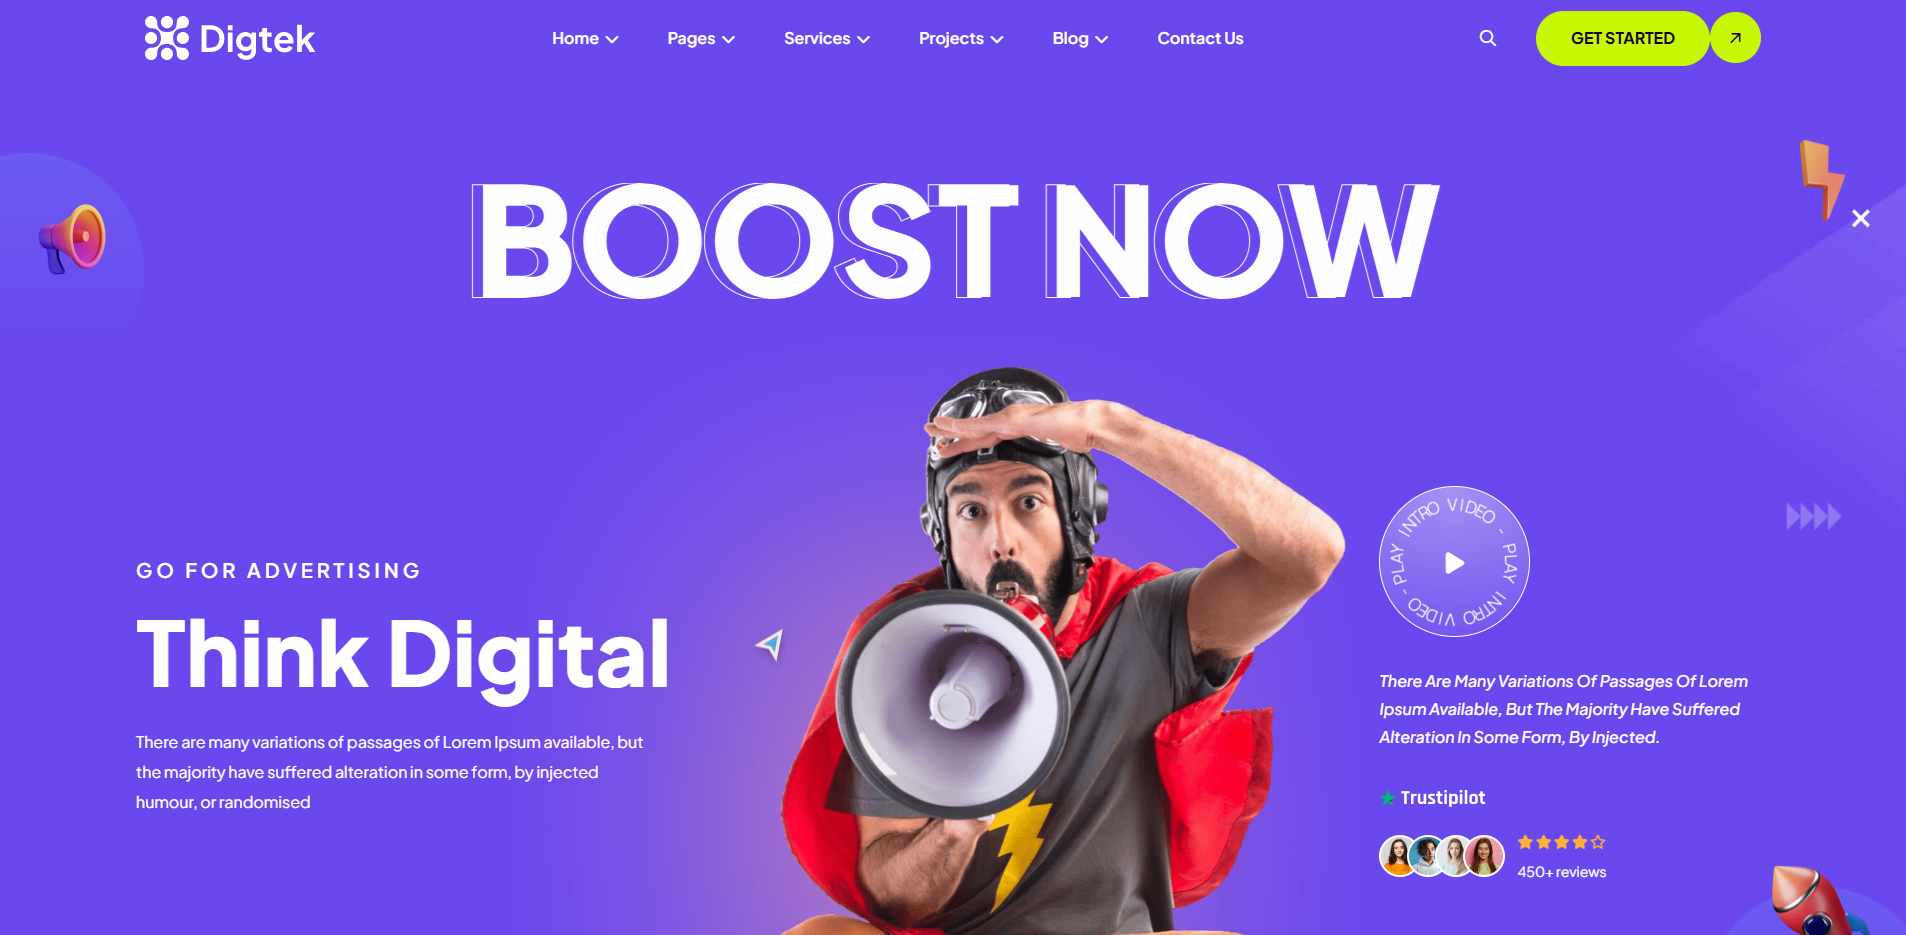 Digtek
Home
Pages
Services
Projects
Blog
Contact Us
GET STARTED
BOOST NOW
GO FOR ADVERTISING
Think Digital
There are many variations of passages of Lorem Ipsum available, but
the majority have suffered alteration in some form, by injected
humour, or randomised
PLAY INTRO VIDEO - PLAY INTRO VIDEO -
There Are Many Variations Of Passages Of Lorem
Ipsum Available, But The Majority Have Suffered
Alteration In Some Form, By Injected.
Trustipilot
450+ reviews